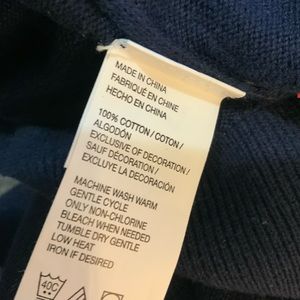 MADE IN CHINA
FABRIQUÉ EN CHINE
HECHO EN CHINA
100% COTTON / COTON /
ALGODÓN
EXCLUSIVE OF DECORATION /
SAUF DÉCORATION /
EXCLUYE LA DECORACIÓN
MACHINE WASH WARM
GENTLE CYCLE
ONLY NON-CHLORINE
BLEACH WHEN NEEDED
TUMBLE DRY GENTLE
LOW HEAT
IRON IF DESIRED
40C